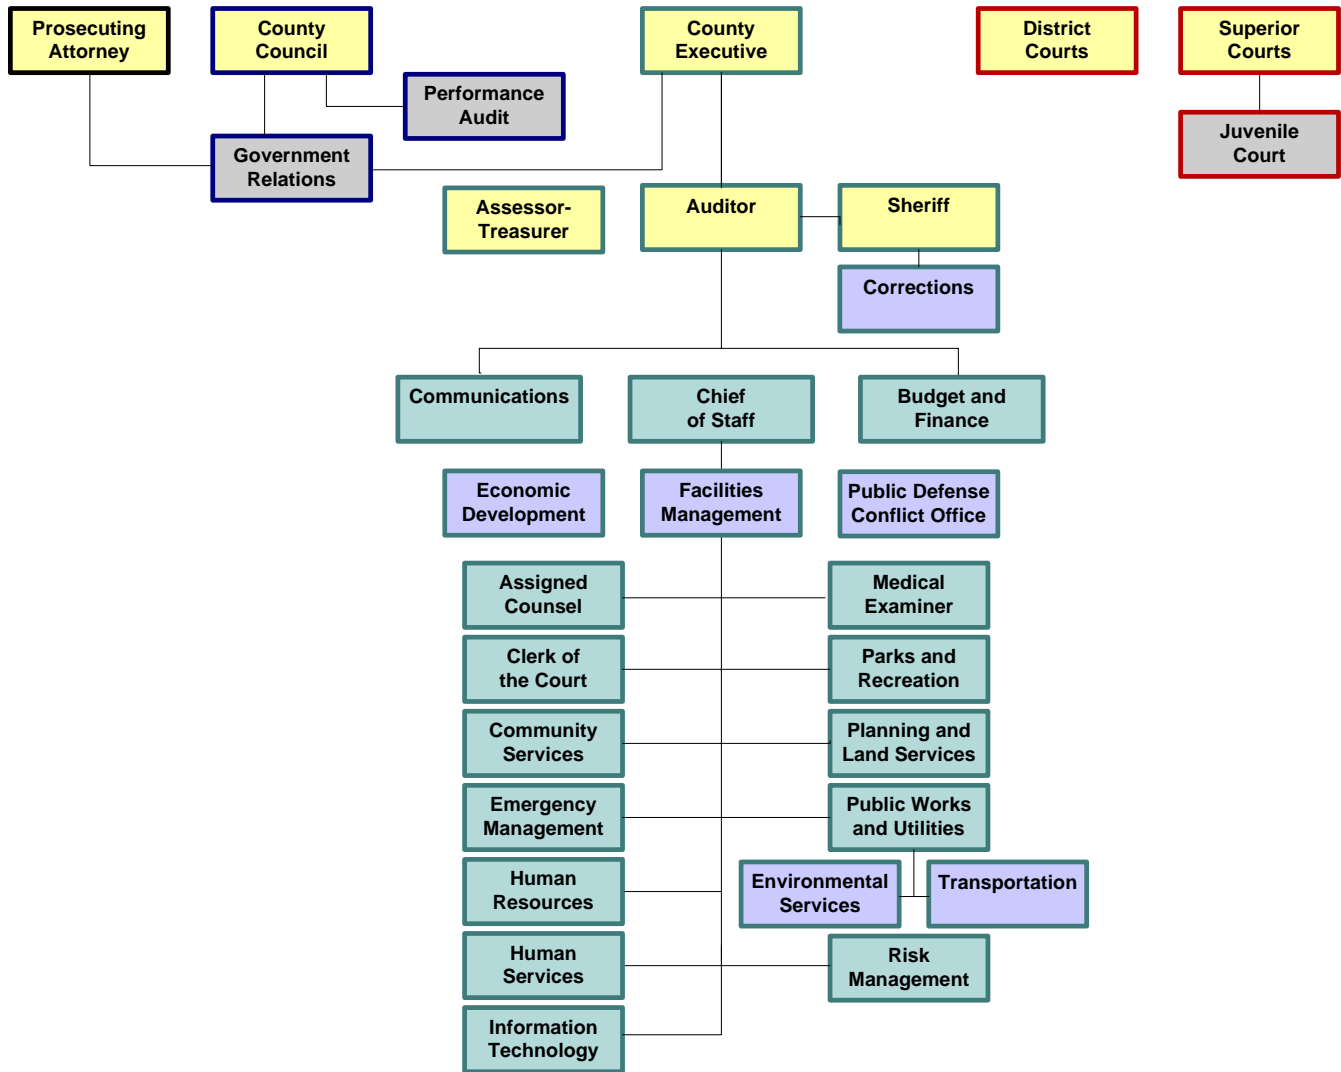 Prosecuting
Attorney
County
Council
County
Executive
District
Courts
Superior
Courts
Performance
Audit
Juvenile
Court
Government
Relations
Assessor-
Treasurer
Auditor
Sheriff
Corrections
Communications
Chief
of Staff
Budget and
Finance
Economic
Development
Facilities
Management
Public Defense
Conflict Office
Assigned
Counsel
Medical
Examiner
Clerk of
the Court
Parks and
Recreation
Community
Services
Planning and
Land Services
Emergency
Management
Public Works
and Utilities
Human
Resources
Environmental
Services
Transportation
Human
Services
Risk
Management
Information
Technology